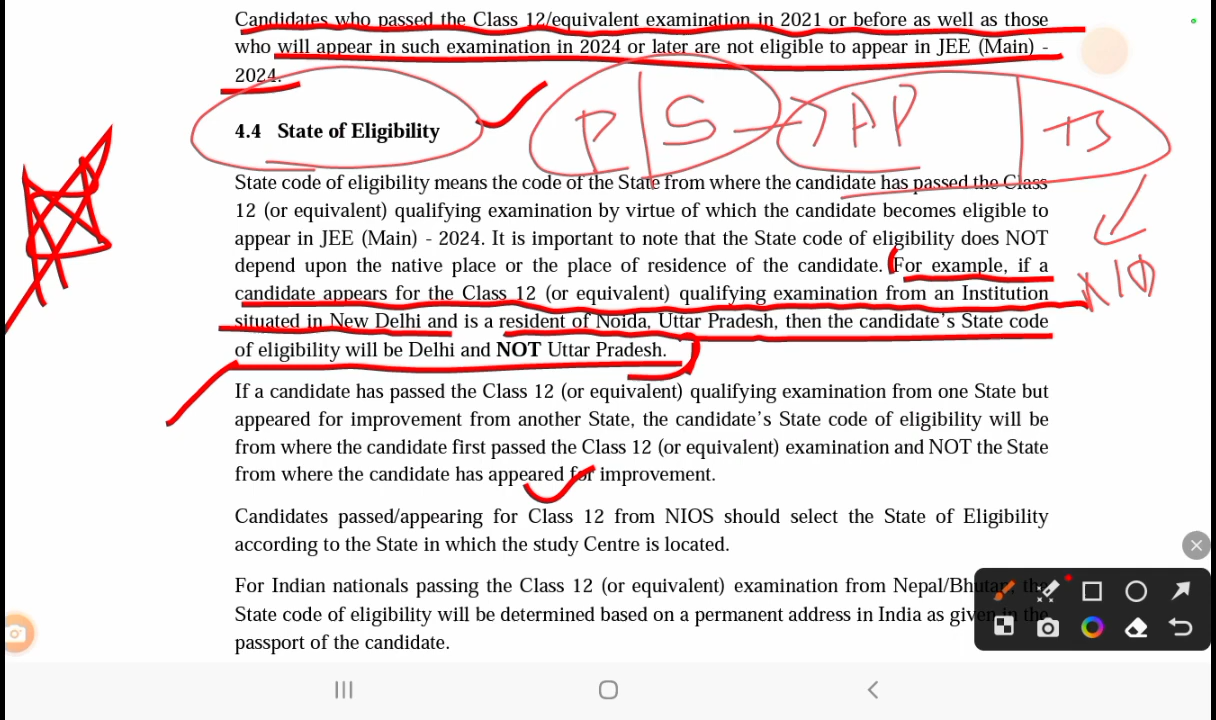 Candidates who passed the Class 12/equivalent examination in 2021 or before as well as those
who will appear in such examination in 2024 or later are not eligible to appear in JEE (Main) -
2024.
P S AP TS
4.4 State of Eligibility
State code of eligibility means the code of the State from where the candidate has passed the Class
12 (or equivalent) qualifying examination by virtue of which the candidate becomes eligible to
appear in JEE (Main) - 2024. It is important to note that the State code of eligibility does NOT
depend upon the native place or the place of residence of the candidate. (For example, if a
candidate appears for the Class 12 (or equivalent) qualifying examination from an Institution
situated in New Delhi and is a resident of Noida, Uttar Pradesh, then the candidate's State code
of eligibility will be Delhi and NOT Uttar Pradesh.)
If a candidate has passed the Class 12 (or equivalent) qualifying examination from one State but
appeared for improvement from another State, the candidate's State code of eligibility will be
from where the candidate first passed the Class 12 (or equivalent) examination and NOT the State
from where the candidate has appeared for improvement.
Candidates passed/appearing for Class 12 from NIOS should select the State of Eligibility
according to the State in which the study Centre is located.
For Indian nationals passing the Class 12 (or equivalent) examination from Nepal/Bhutan, the
State code of eligibility will be determined based on a permanent address in India as given in the
passport of the candidate.